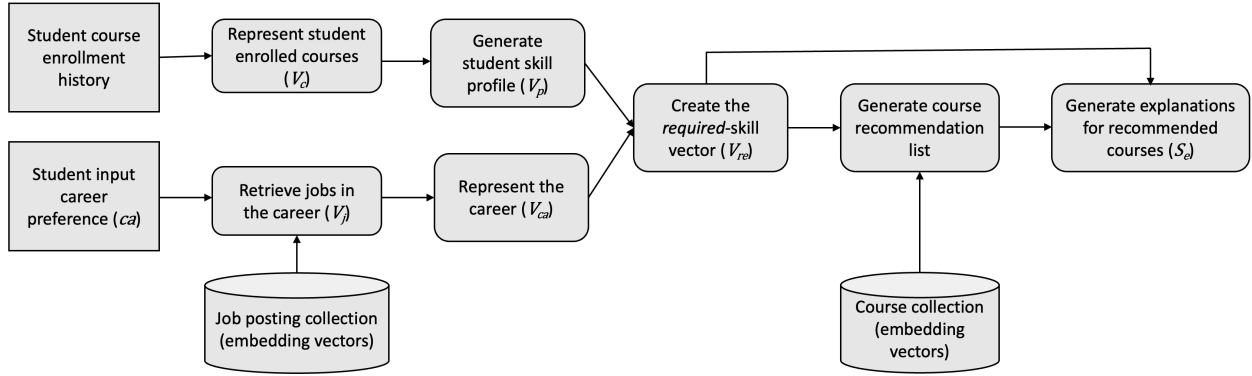 Student course
enrollment
history
Represent student
enrolled courses
(Vc)
Generate
student skill
profile (Vp)
Student input
career
preference (ca)
Retrieve jobs in
the career (Vj)
Represent the
career (Vca)
Create the
required-skill
vector (Vre)
Generate course
recommendation
list
Generate explanations
for recommended
courses (Se)
Job posting collection
(embedding vectors)
Course collection
(embedding
vectors)